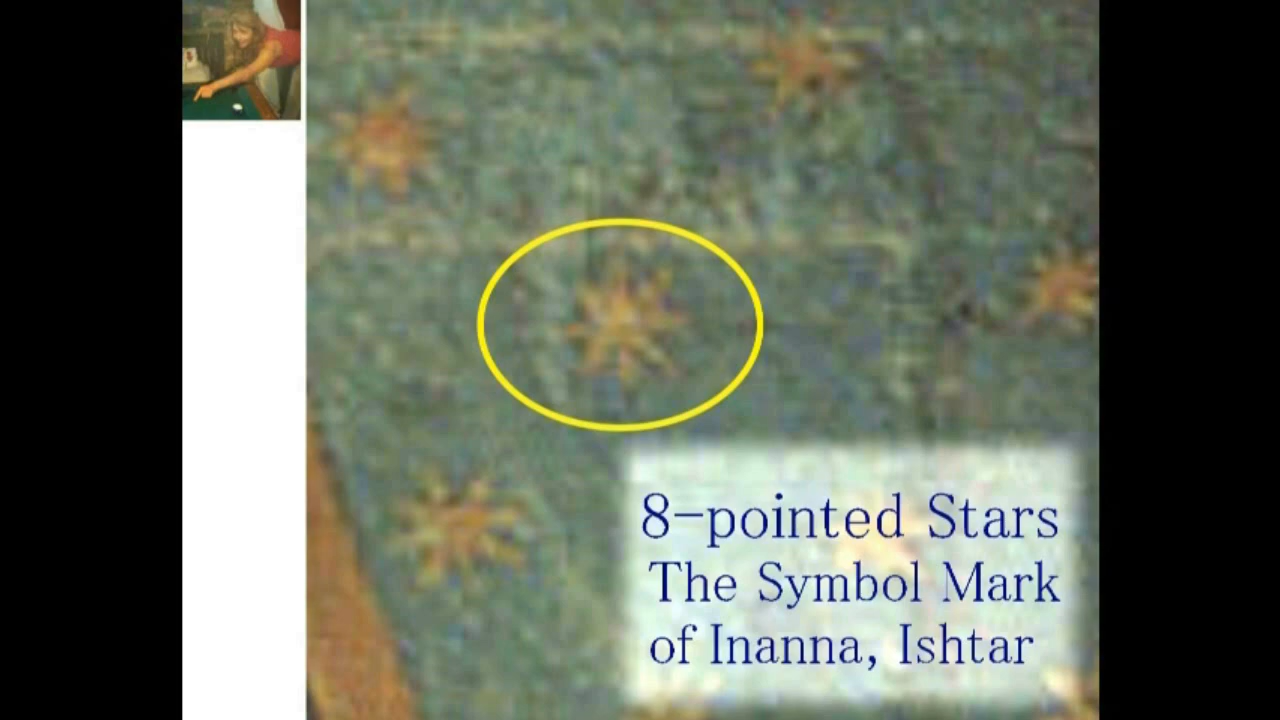 8-pointed Stars
The Symbol Mark
of Inanna, Ishtar